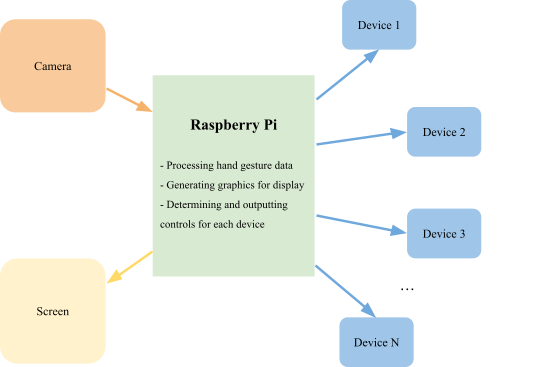 Camera
Raspberry Pi
- Processing hand gesture data
- Generating graphics for display
- Determining and outputting
controls for each device
Screen
Device 1
Device 2
Device 3
...
Device N